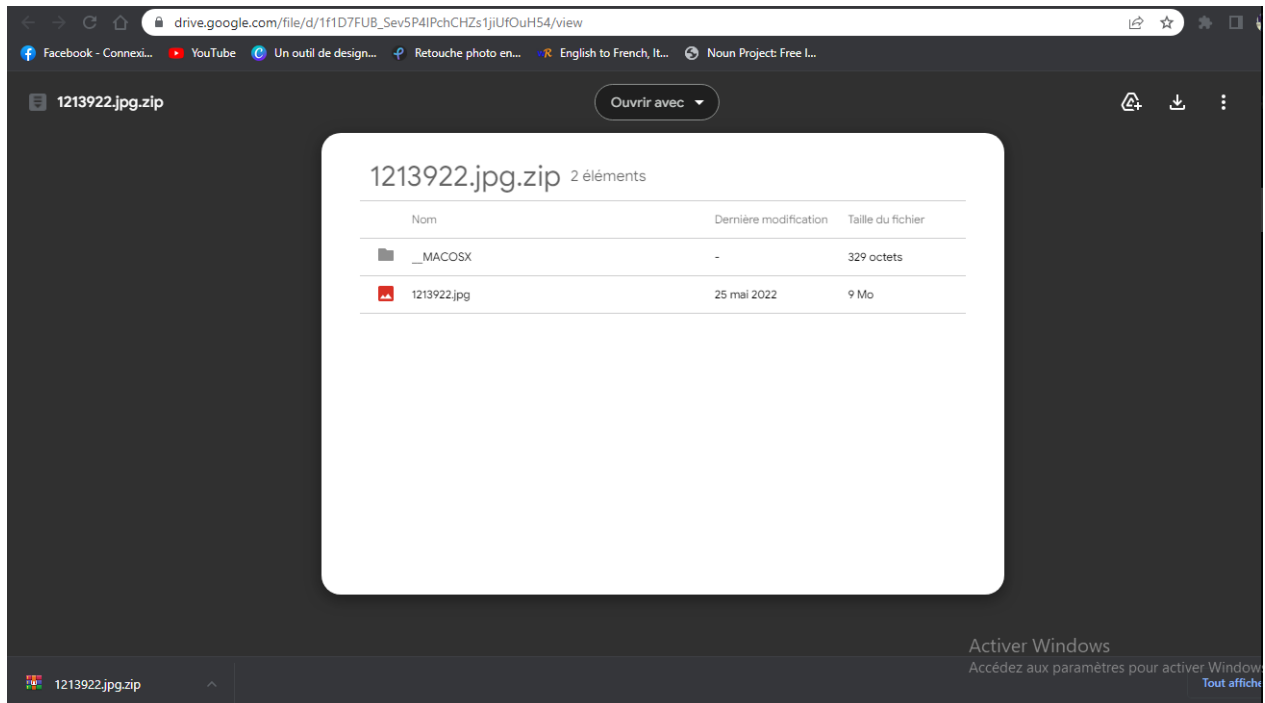 drive.google.com/file/d/1f1D7FUB_Sev5P4IPchCHZs1jiUfOuH54/view
Facebook - Connexi... YouTube Un outil de design... Retouche photo en... English to French, It... Noun Project: Free I...
1213922.jpg.zip Ouvrir avec
1213922.jpg.zip 2 éléments
Nom Dernière modification Taille du fichier
__MACOSX - 329 octets
1213922.jpg 25 mai 2022 9 Mo
Activer Windows
Accédez aux paramètres pour activer Windows
1213922.jpg.zip Tout affiche